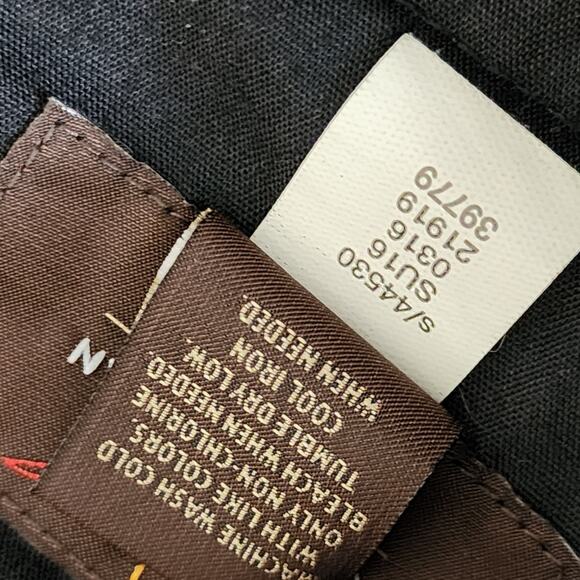 s/44530
SU16
0316
21919
39779
MACHINE WASH COLD
WITH LIKE COLORS.
ONLY NON-CHLORINE
BLEACH WHEN NEEDED.
TUMBLE DRY LOW.
COOL IRON
WHEN NEEDED.
N